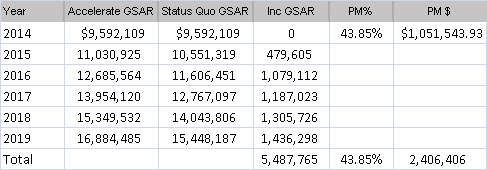 Year Accelerate GSAR Status Quo GSAR Inc GSAR PM% PM $
2014 $9,592,109 $9,592,109 0 43.85% $1,051,543.93
2015 11,030,925 10,551,319 479,605
2016 12,685,564 11,606,451 1,079,112
2017 13,954,120 12,767,097 1,187,023
2018 15,349,532 14,043,806 1,305,726
2019 16,884,485 15,448,187 1,436,298
Total 5,487,765 43.85% 2,406,406